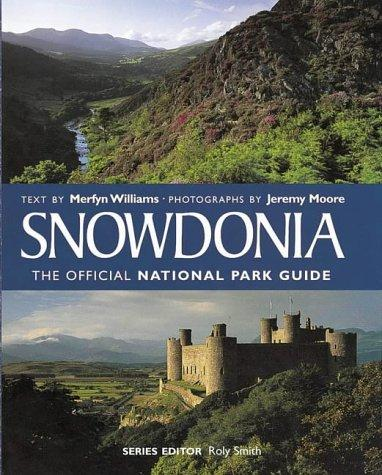 TEXT BY Merfyn Williams · PHOTOGRAPHS BY Jeremy Moore
SNOWDONIA
THE OFFICIAL NATIONAL PARK GUIDE
SERIES EDITOR Roly Smith